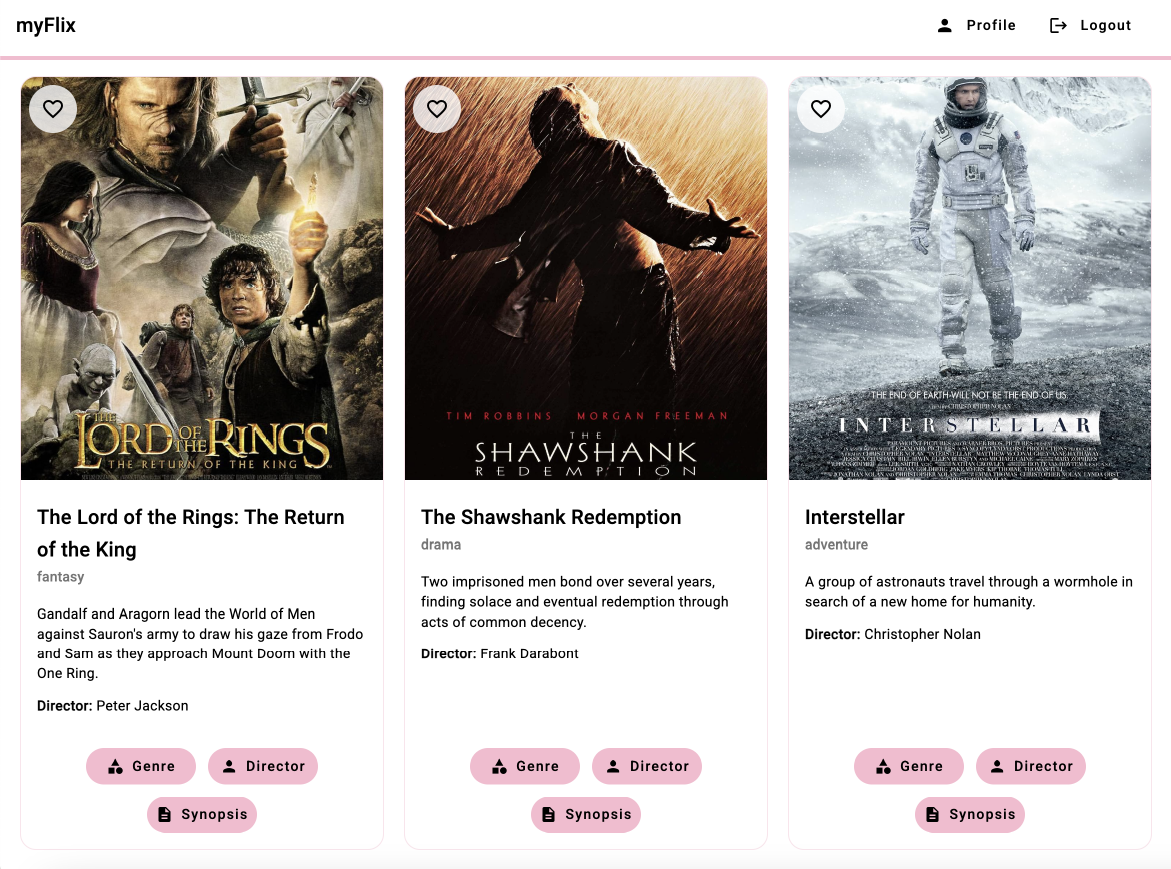 myFlix
Profile
Logout
THE
LORD OF THE RINGS
THE RETURN OF THE KING
TIM ROBBINS MORGAN FREEMAN
THE
SHAWSHANK
REDEMPTION
THE END OF EARTH WILL NOT BE THE END OF US.
INTERSTELLAR
The Lord of the Rings: The Return
of the King
fantasy
Gandalf and Aragorn lead the World of Men
against Sauron's army to draw his gaze from Frodo
and Sam as they approach Mount Doom with the
One Ring.
Director: Peter Jackson
Genre
Director
Synopsis
The Shawshank Redemption
drama
Two imprisoned men bond over several years,
finding solace and eventual redemption through
acts of common decency.
Director: Frank Darabont
Genre
Director
Synopsis
Interstellar
adventure
A group of astronauts travel through a wormhole in
search of a new home for humanity.
Director: Christopher Nolan
Genre
Director
Synopsis